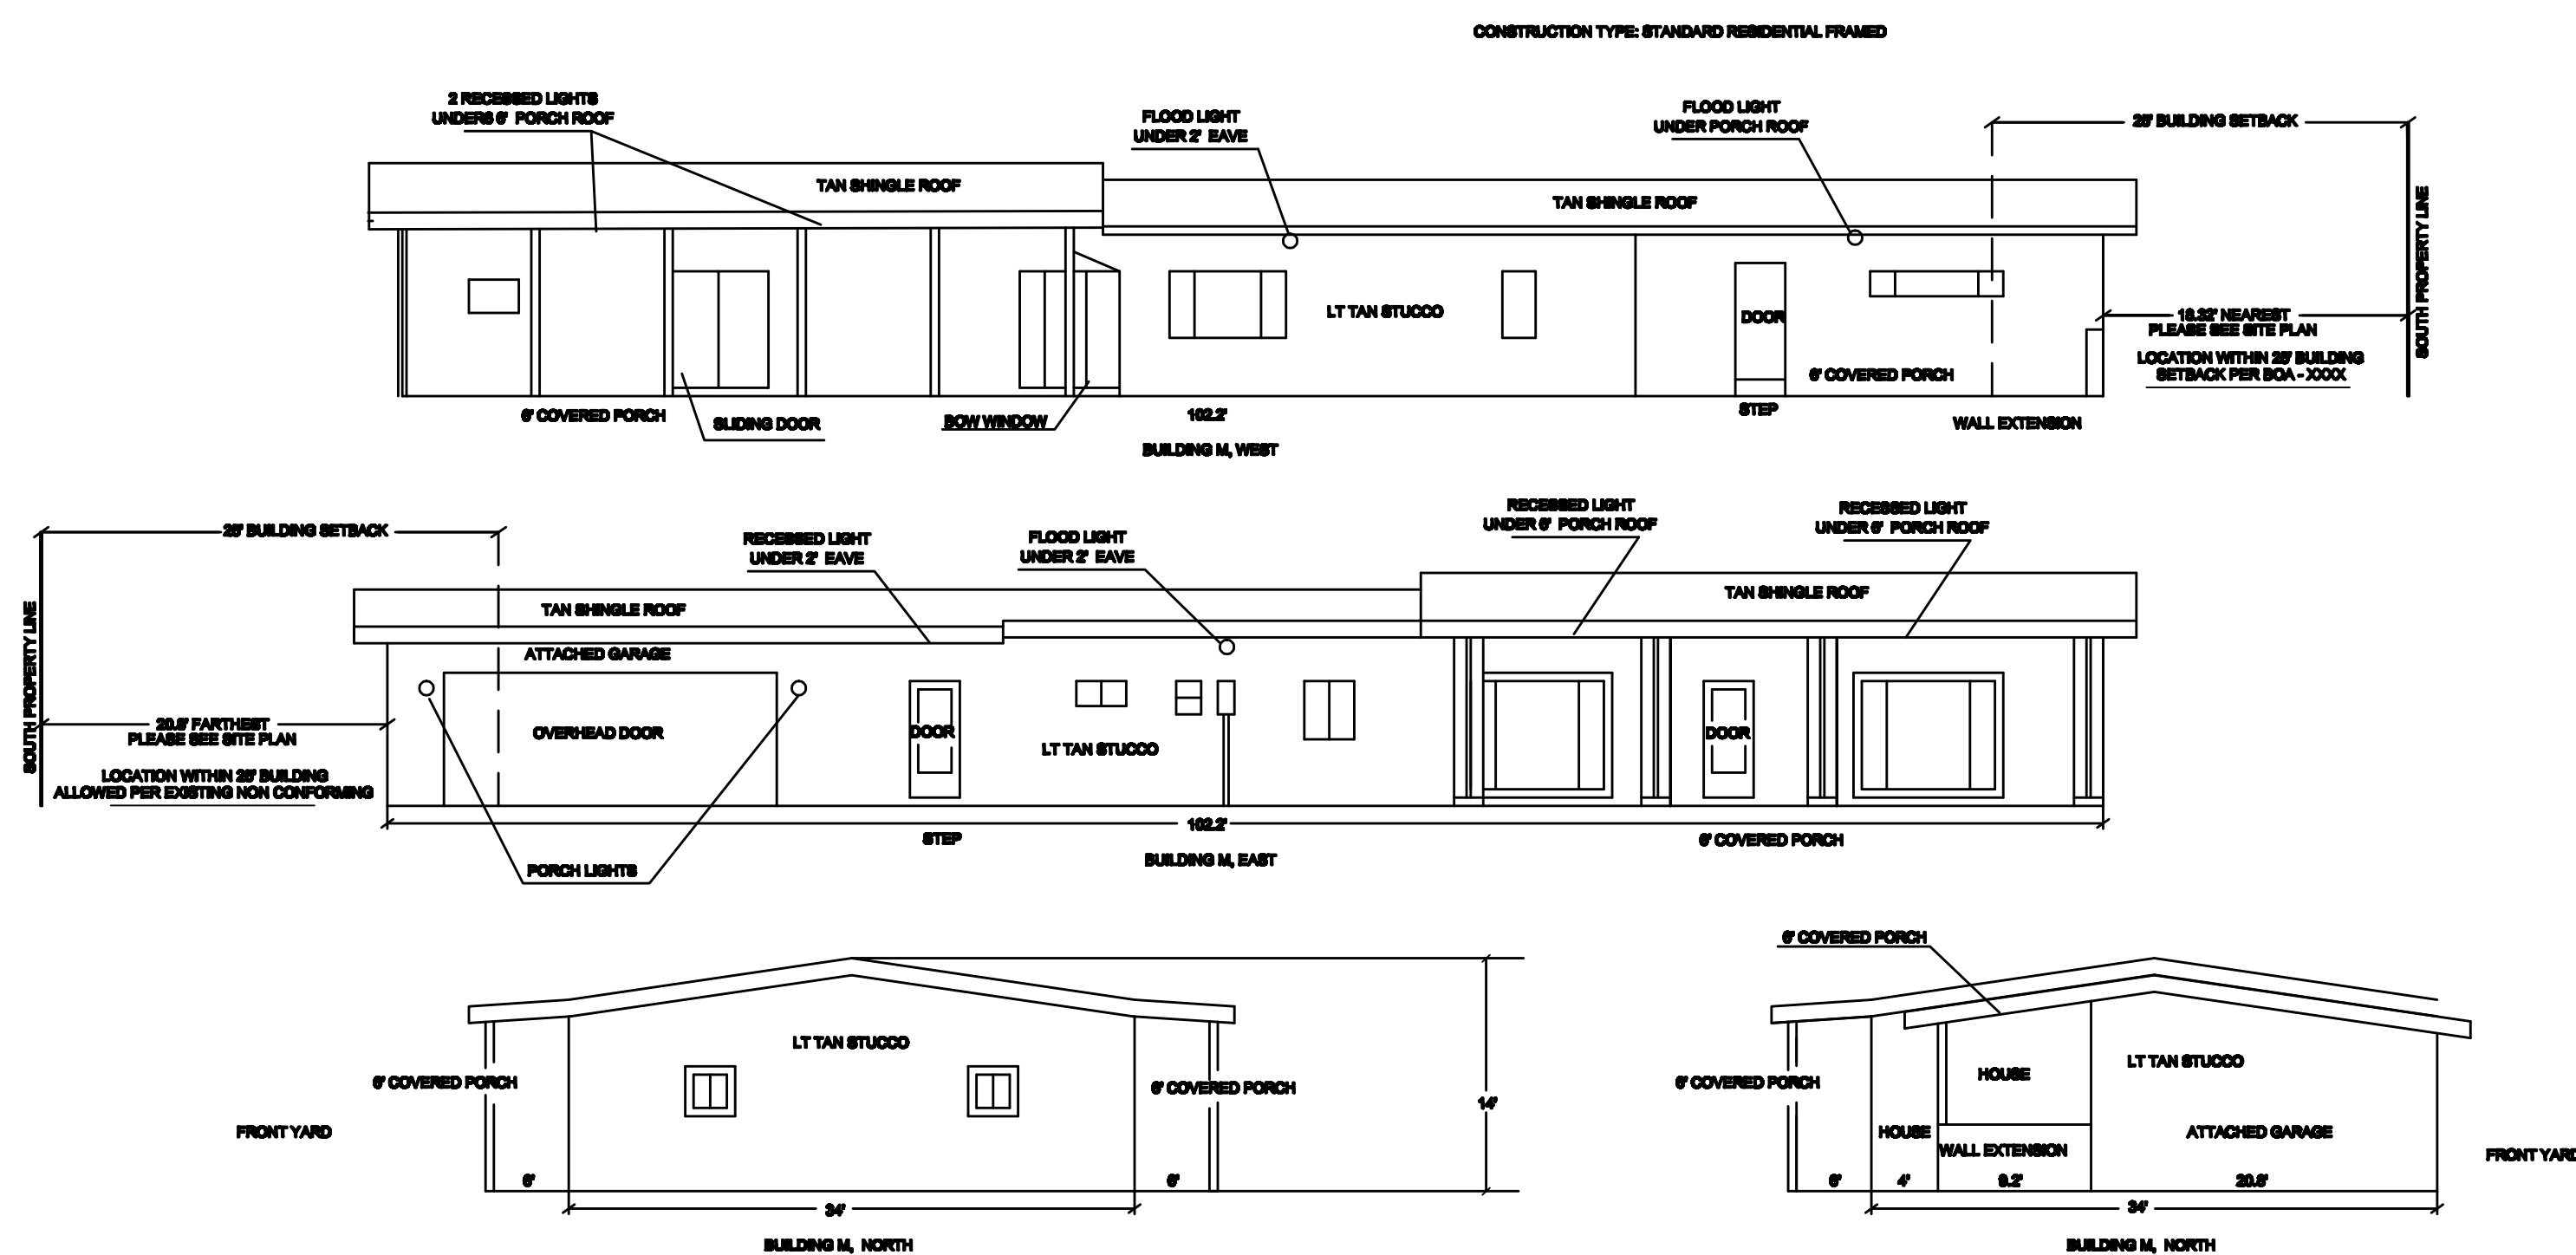 CONSTRUCTION TYPE: STANDARD RESIDENTIAL FRAMED
2 RECESSED LIGHTS
UNDER6 6' PORCH ROOF
FLOOD LIGHT
UNDER 2' EAVE
FLOOD LIGHT
UNDER PORCH ROOF
25' BUILDING SETBACK
TAN SHINGLE ROOF
TAN SHINGLE ROOF
SOUTH PROPERTY LINE
LT TAN STUCCO
DOOR
18.32' NEAREST
PLEASE SEE SITE PLAN
LOCATION WITHIN 25' BUILDING
SETBACK PER BOA - XXXX
6' COVERED PORCH
6' COVERED PORCH
SLIDING DOOR
BOW WINDOW
102.2'
STEP
WALL EXTENSION
BUILDING M, WEST
25' BUILDING SETBACK
RECESSED LIGHT
UNDER 2' EAVE
FLOOD LIGHT
UNDER 2' EAVE
RECESSED LIGHT
UNDER 6' PORCH ROOF
RECESSED LIGHT
UNDER 6' PORCH ROOF
TAN SHINGLE ROOF
TAN SHINGLE ROOF
SOUTH PROPERTY LINE
ATTACHED GARAGE
20.8' FARTHEST
PLEASE SEE SITE PLAN
LOCATION WITHIN 25' BUILDING
ALLOWED PER EXISTING NON CONFORMING
OVERHEAD DOOR
DOOR
LT TAN STUCCO
DOOR
102.2'
STEP
6' COVERED PORCH
BUILDING M, EAST
PORCH LIGHTS
LT TAN STUCCO
6' COVERED PORCH
6' COVERED PORCH
14'
FRONT YARD
6'
6'
34'
BUILDING M, NORTH
6' COVERED PORCH
6' COVERED PORCH
HOUSE
LT TAN STUCCO
HOUSE
WALL EXTENSION
ATTACHED GARAGE
FRONT YARD
6'
4'
9.2'
20.8'
34'
BUILDING M, NORTH